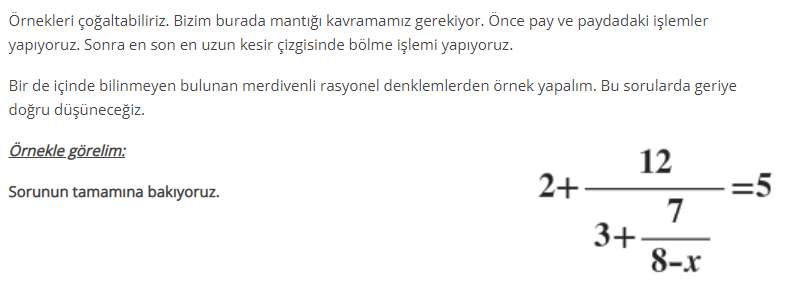 Örnekleri çoğaltabiliriz. Bizim burada mantığı kavramamız gerekiyor. Önce pay ve paydadaki işlemler
yapıyoruz. Sonra en son en uzun kesir çizgisinde bölme işlemi yapıyoruz.
Bir de içinde bilinmeyen bulunan merdivenli rasyonel denklemlerden örnek yapalım. Bu sorularda geriye
doğru düşüneceğiz.
Örnekle görelim:
Sorunun tamamına bakıyoruz.
12
2+ =5
7
3+
8-x